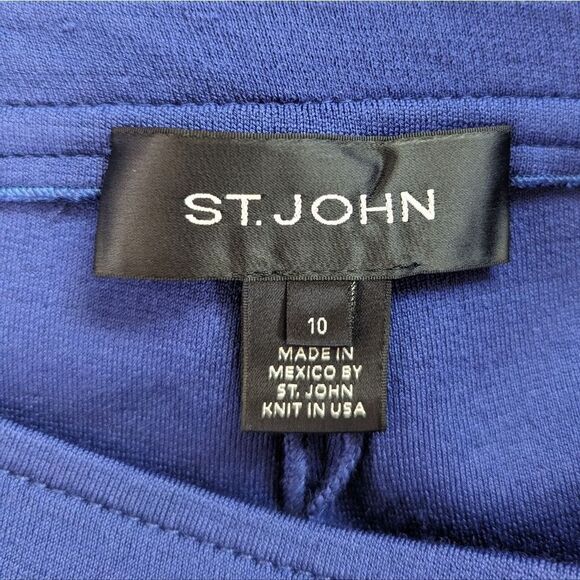 ST. JOHN
10
MADE IN
MEXICO BY
ST. JOHN
KNIT IN USA